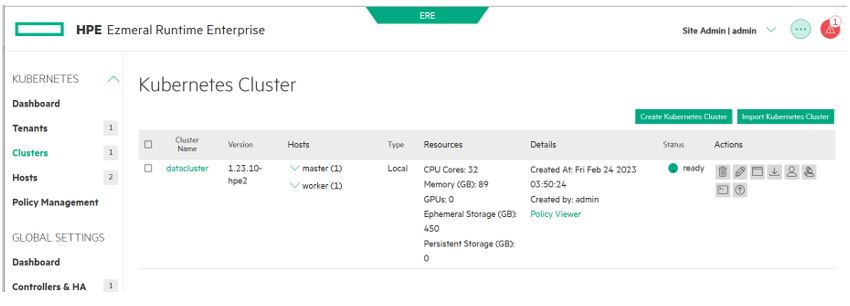 ERE
HPE Ezmeral Runtime Enterprise
Site Admin | admin
1
KUBERNETES
Dashboard
Tenants 1
Clusters 1
Hosts 2
Policy Management
GLOBAL SETTINGS
Dashboard
Controllers & HA 1
Kubernetes Cluster
Create Kubernetes Cluster Import Kubernetes Cluster
Cluster Name Version Hosts Type Resources Details Status Actions
datacluster
1.23.10-
hpe2
master (1)
worker (1)
Local
CPU Cores: 32
Memory (GB): 89
GPUs: 0
Ephemeral Storage (GB):
450
Persistent Storage (GB):
0
Created At: Fri Feb 24 2023
03:50:24
Created by: admin
Policy Viewer
ready